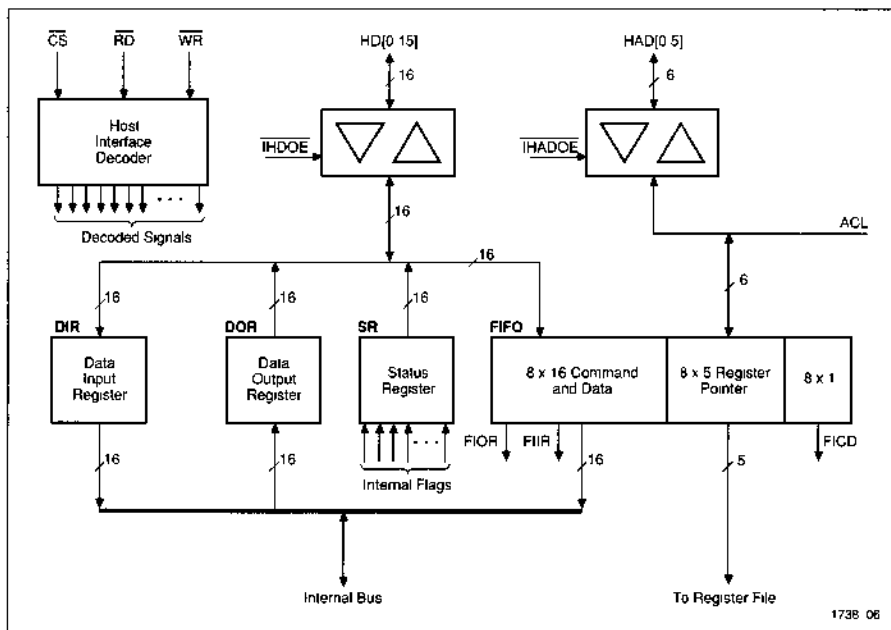 CS RD WR HD[0 15] HAD[0 5]
16 6
Host
Interface
Decoder
IHDOE IHADOE
Decoded Signals
16
ACL
16
6
16 16 16
DIR DOR SR FIFO
Data
Input
Register
Data
Output
Register
Status
Register
8 x 16 Command
and Data
8 x 5 Register
Pointer
8 x 1
FIOR FIIR FICD
16 16 16 5
Internal Flags
Internal Bus To Register File
1738 06